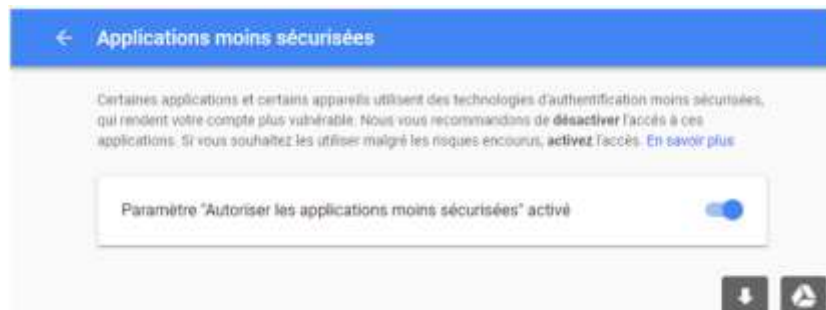 Applications moins sécurisées
Certaines applications et certains appareils utilisent des technologies d'authentification moins sécurisées,
qui rendent votre compte plus vulnérable. Nous vous recommandons de désactiver l'accès à ces
applications. Si vous souhaitez les utiliser malgré les risques encourus, activez l'accès. En savoir plus
Paramètre "Autoriser les applications moins sécurisées" activé